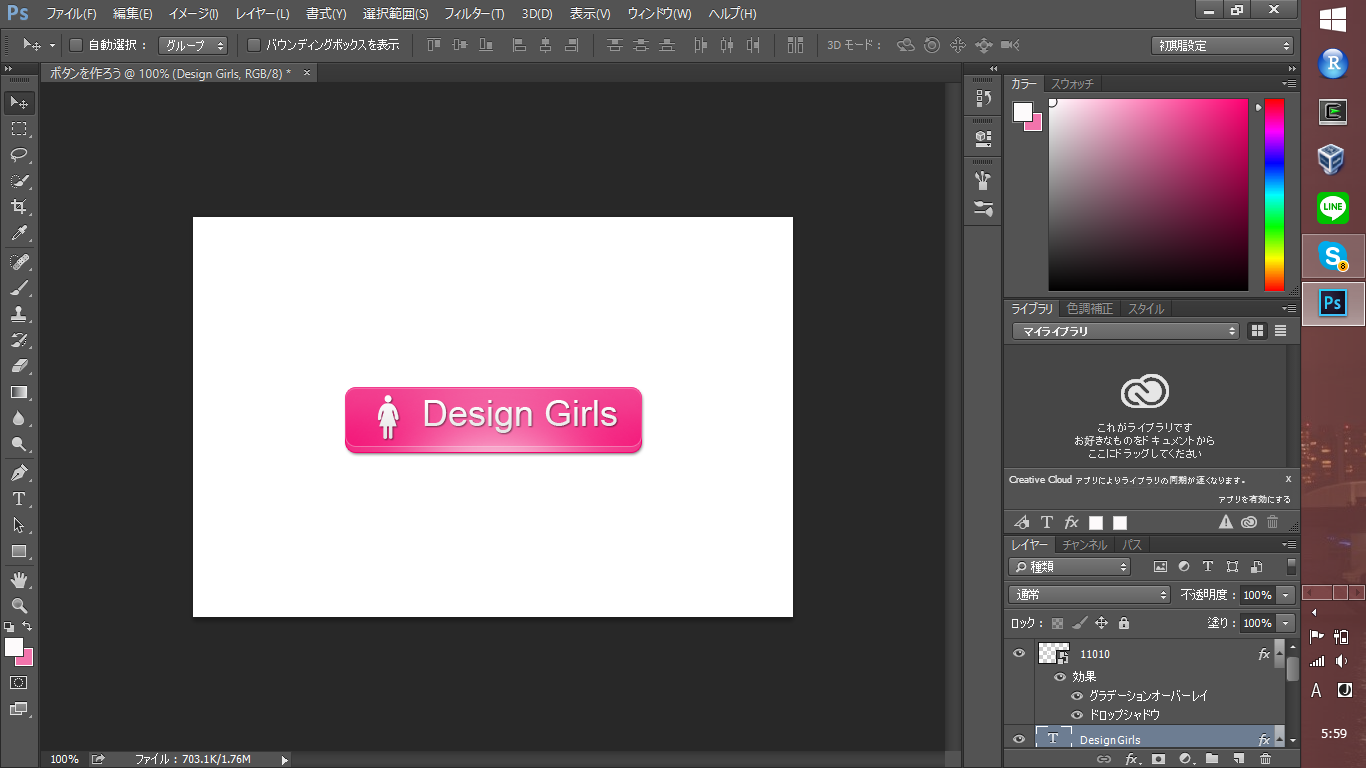 Ps ファイル(F) 編集(E) イメージ(I) レイヤー(L) 書式(Y) 選択範囲(S) フィルター(T) 3D(D) 表示(V) ウィンドウ(W) ヘルプ(H)
自動選択： グループ バウンディングボックスを表示 3D モード： 初期設定
ボタンを作ろう @ 100% (Design Girls, RGB/8) * ×
カラー スウォッチ
R
LINE
S 8
Ps
ライブラリ 色調補正 スタイル
マイライブラリ
これがライブラリです
お好きなものをドキュメントから
ここにドラッグしてください
Design Girls
Creative Cloud アプリによりライブラリの同期が速くなります。 x
アプリを有効にする
T fx
レイヤー チャンネル パス
種類 T
通常 不透明度： 100%
ロック： 塗り： 100%
11010 fx
効果
グラデーションオーバーレイ
ドロップシャドウ
T DesignGirls fx
fx
T
A
5:59
100% ファイル : 703.1K/1.76M